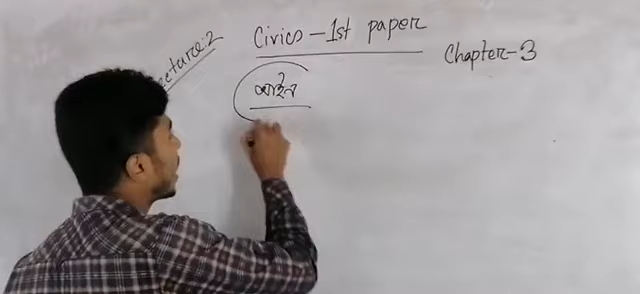 Lecture:2
Civics - 1st paper
Chapter-3
আইন